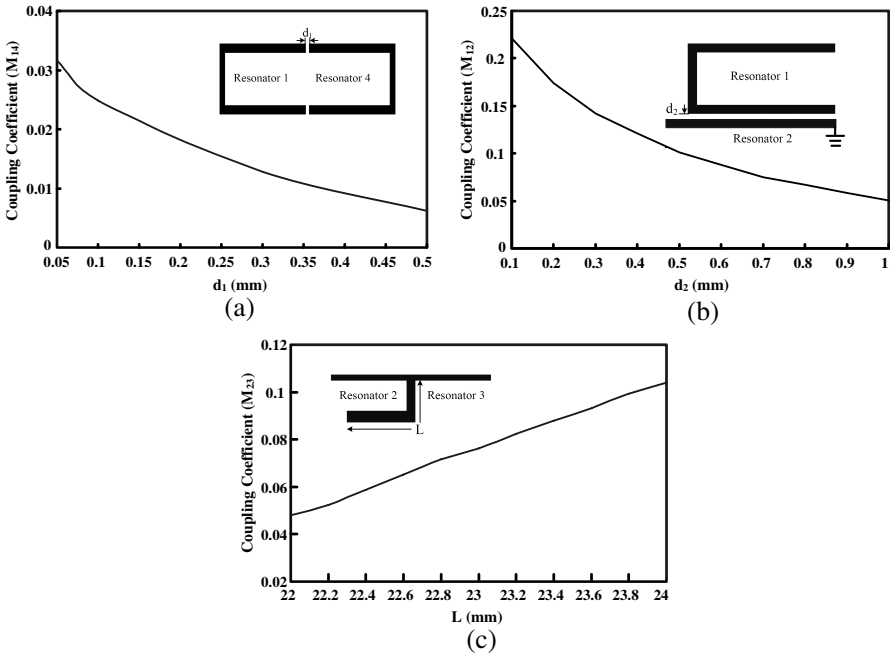 0.04
0.03
0.02
0.01
0
Coupling Coefficient (M14)
d1
Resonator 1
Resonator 4
0.05 0.1 0.15 0.2 0.25 0.3 0.35 0.4 0.45 0.5
d1 (mm)
(a)
0.25
0.20
0.15
0.10
0.05
0
Coupling Coefficient (M12)
Resonator 1
d2
Resonator 2
0.1 0.2 0.3 0.4 0.5 0.6 0.7 0.8 0.9 1
d2 (mm)
(b)
0.12
0.1
0.08
0.06
0.04
0.02
Coupling Coefficient (M23)
Resonator 2
Resonator 3
L
22 22.2 22.4 22.6 22.8 23 23.2 23.4 23.6 23.8 24
L (mm)
(c)